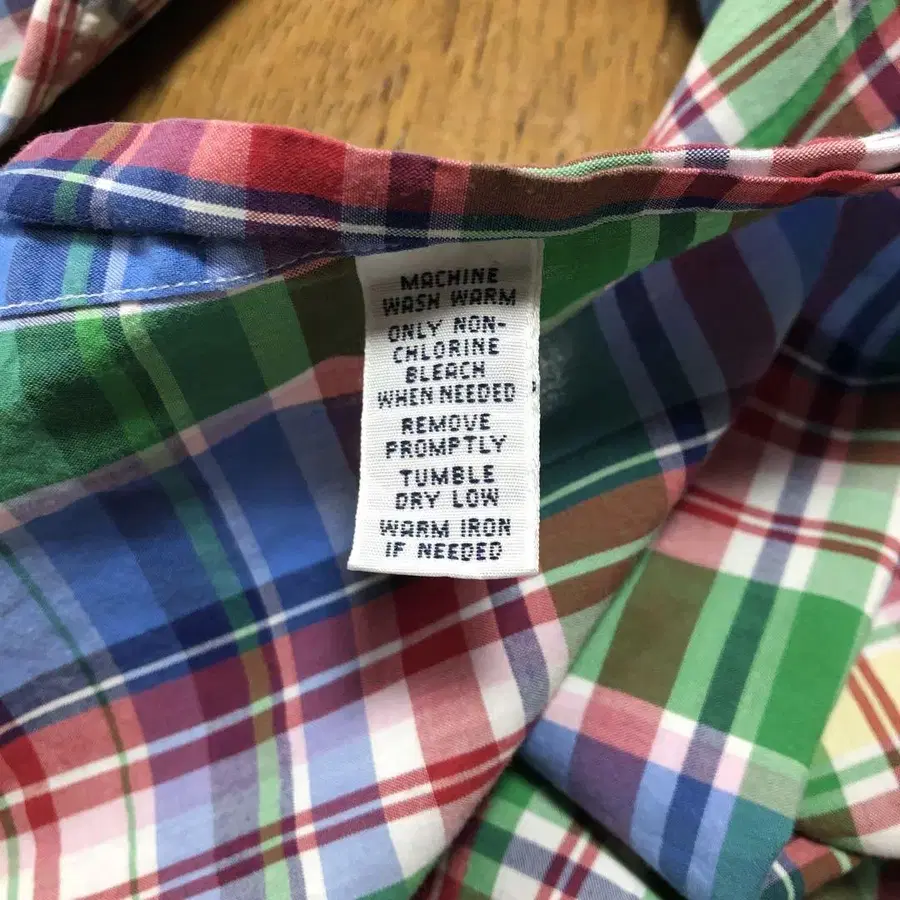 MACHINE
WASH WARM
ONLY NON-
CHLORINE
BLEACH
WHEN NEEDED
REMOVE
PROMPTLY
TUMBLE
DRY LOW
WARM IRON
IF NEEDED